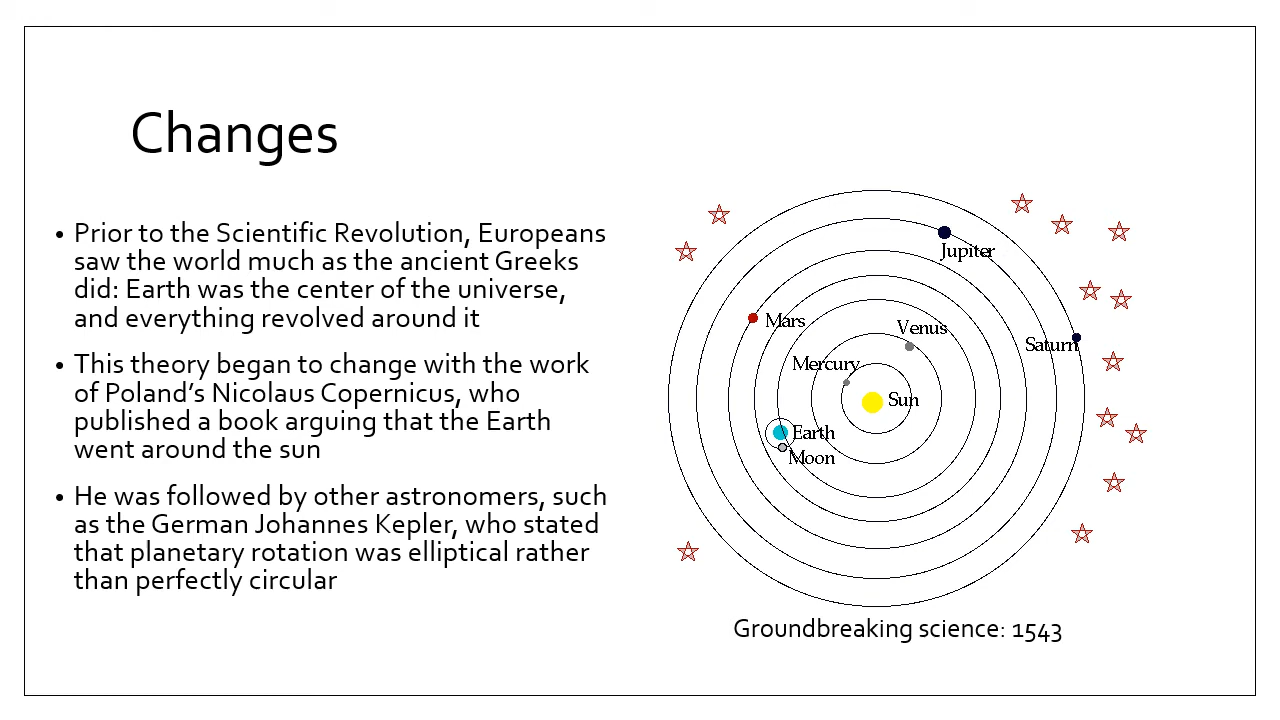 Changes
• Prior to the Scientific Revolution, Europeans
saw the world much as the ancient Greeks
did: Earth was the center of the universe,
and everything revolved around it
• This theory began to change with the work
of Poland’s Nicolaus Copernicus, who
published a book arguing that the Earth
went around the sun
• He was followed by other astronomers, such
as the German Johannes Kepler, who stated
that planetary rotation was elliptical rather
than perfectly circular
Jupiter
Mars
Venus
Saturn
Mercury
Sun
Earth
Moon
Groundbreaking science: 1543